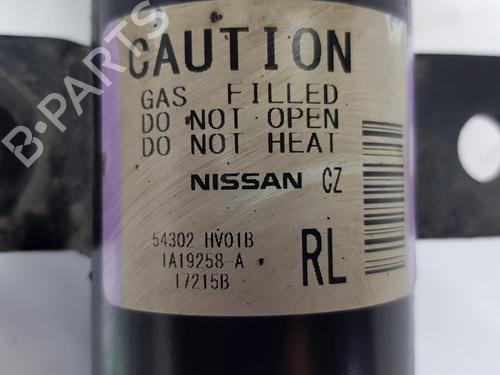 B-PARTS
CAUTION
GAS FILLED
DO NOT OPEN
DO NOT HEAT
NISSAN CZ
54302 HV01B
1A19258-A
17215B
RL